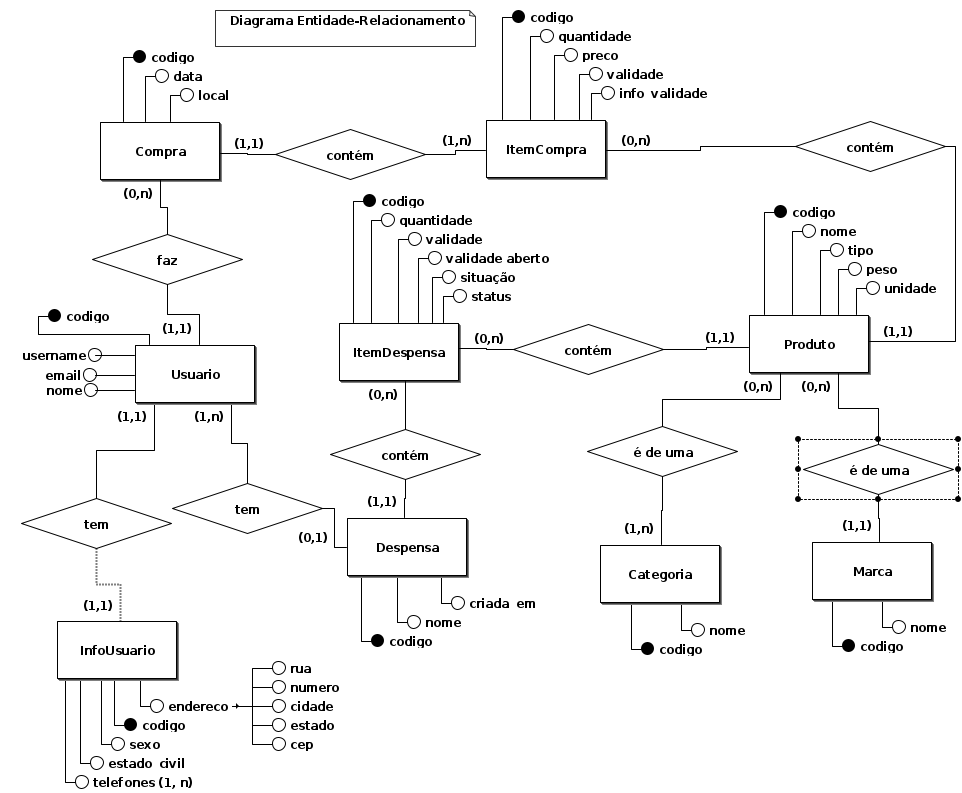 Diagrama Entidade-Relacionamento
codigo
quantidade
preco
validade
info validade
codigo
data
local
Compra
(1,1)
contém
(1,n)
ItemCompra
(0,n)
contém
(0,n)
faz
(1,1)
codigo
quantidade
validade
validade aberto
situação
status
codigo
nome
tipo
peso
unidade
codigo
username
email
nome
Usuario
ItemDespensa
(0,n)
contém
(1,1)
Produto
(1,1)
(1,1)
(1,n)
(0,n)
(0,n)
(0,n)
tem
tem
(0,1)
contém
(1,1)
é de uma
é de uma
(1,n)
(1,1)
Despensa
criada em
nome
codigo
Categoria
nome
codigo
Marca
nome
codigo
(1,1)
InfoUsuario
endereco
rua
numero
cidade
estado
cep
codigo
sexo
estado civil
telefones (1, n)